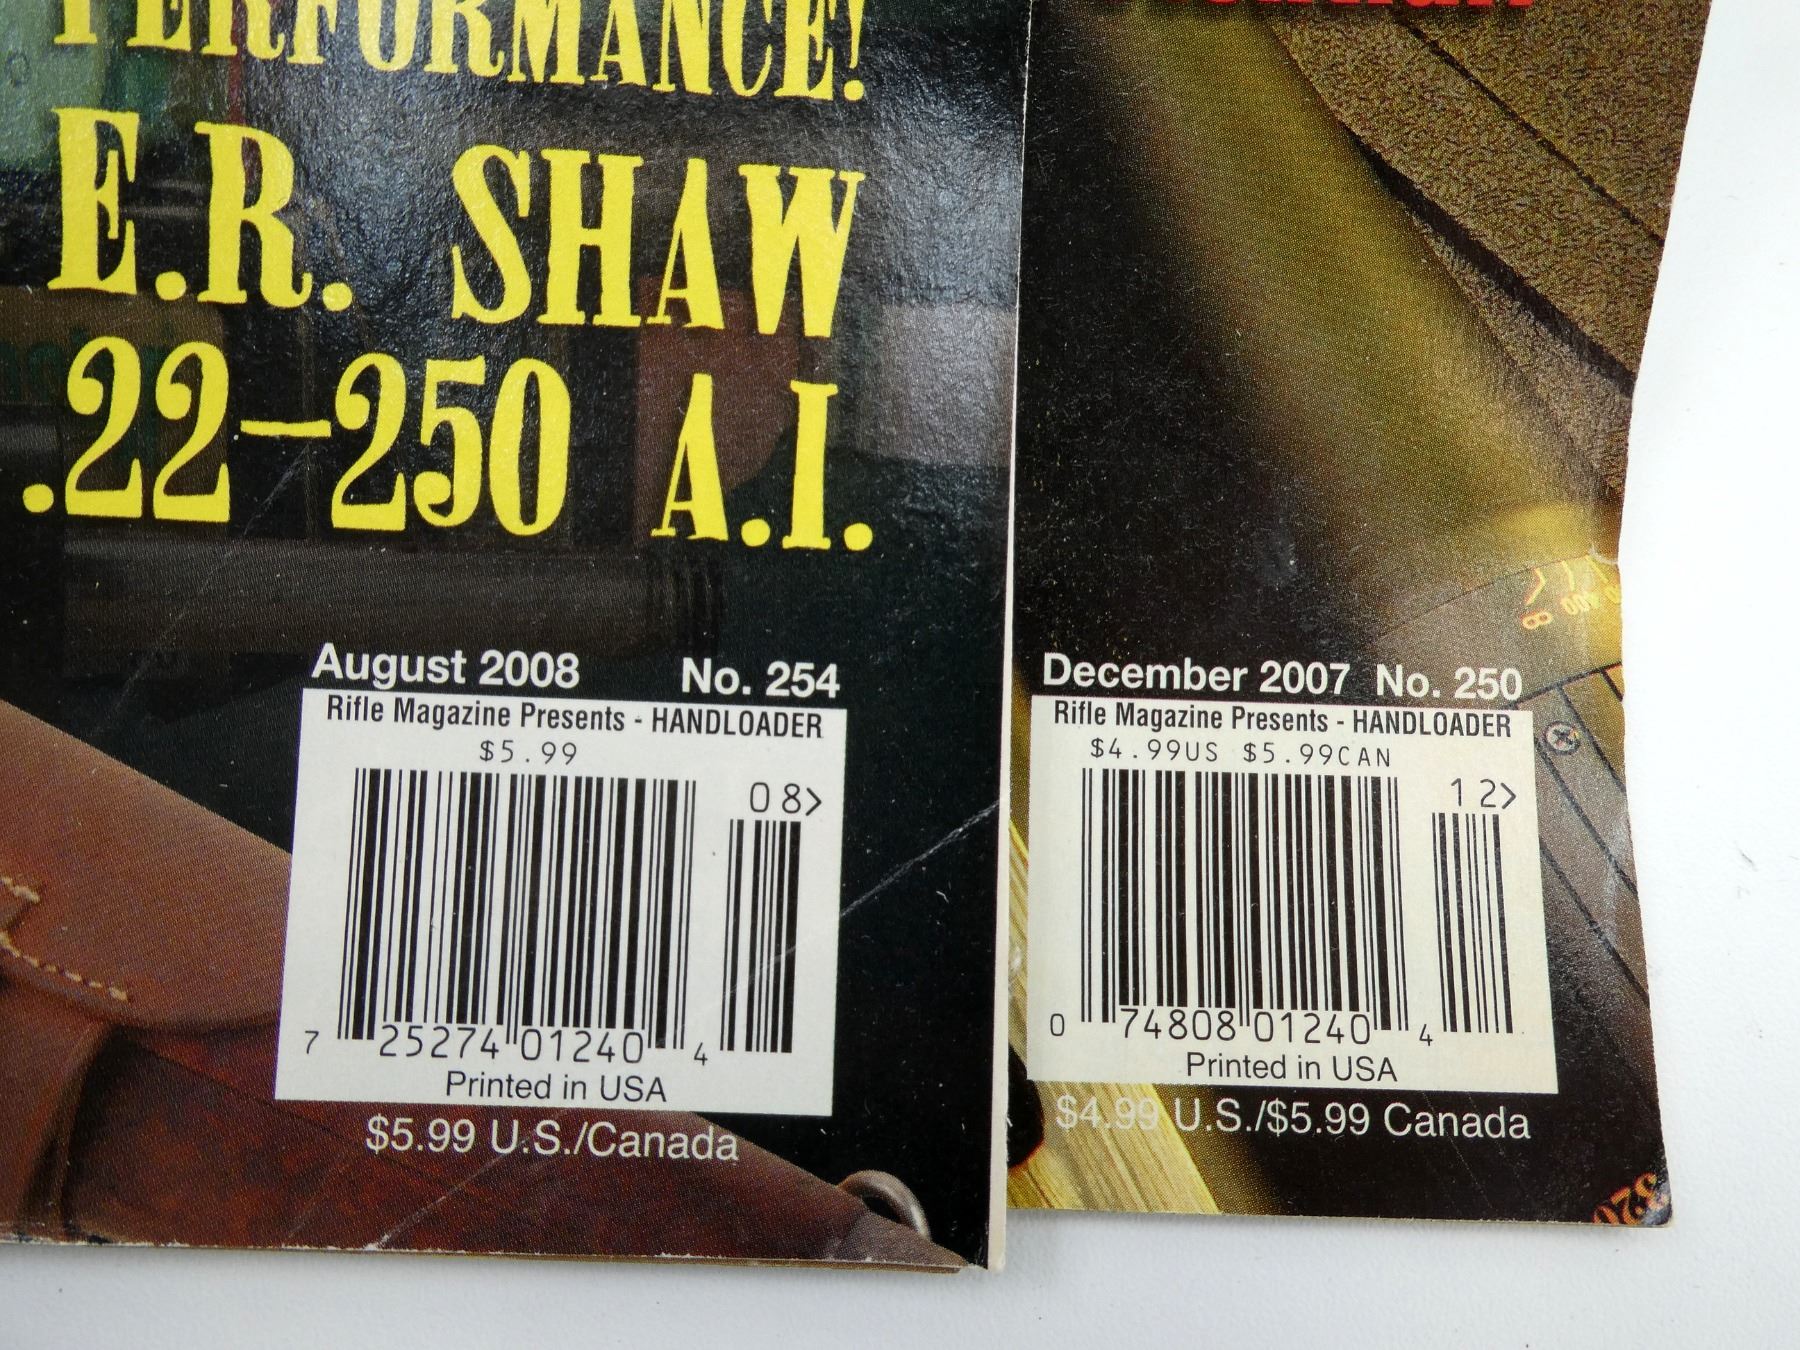 PERFORMANCE!
E.R. SHAW
.22-250 A.I.
August 2008 No. 254
Rifle Magazine Presents - HANDLOADER
$5.99
08>
7 25274 01240 4
Printed in USA
$5.99 U.S./Canada
December 2007 No. 250
Rifle Magazine Presents - HANDLOADER
$4.99US $5.99CAN
12>
0 74808 01240 4
Printed in USA
$4.99 U.S./$5.99 Canada